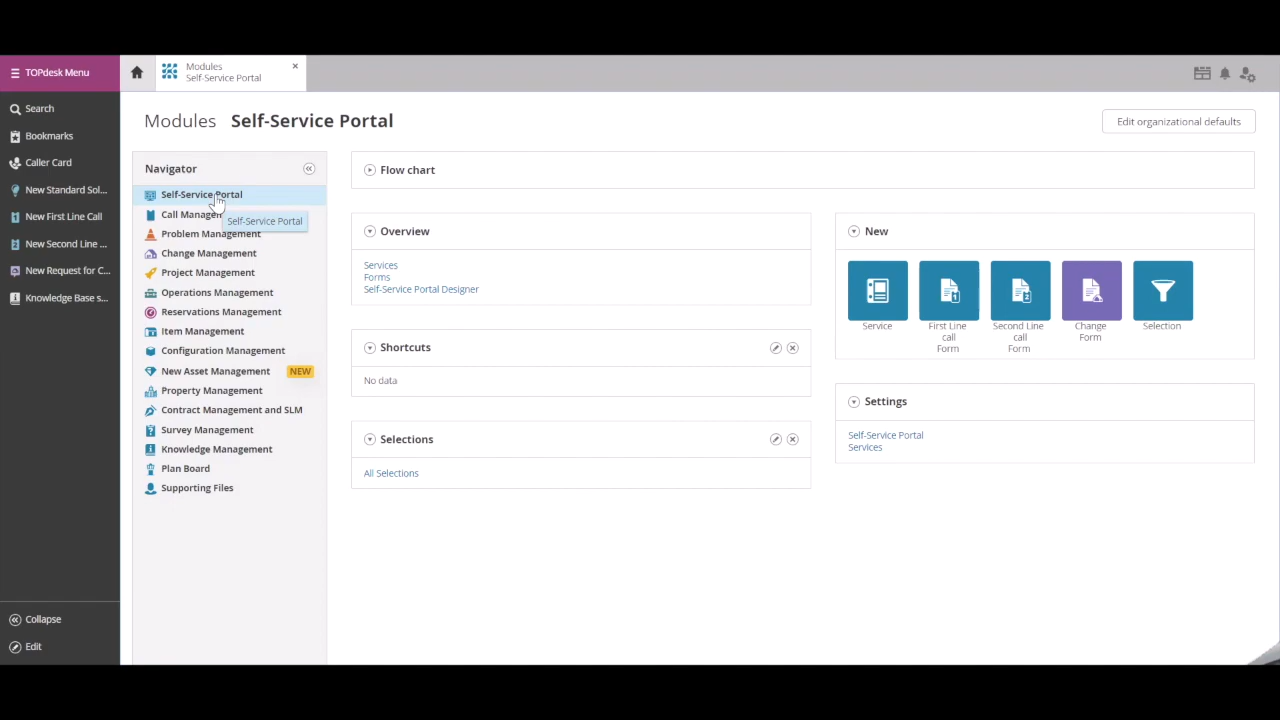 TOPdesk Menu
Modules
Self-Service Portal
Search
Bookmarks
Caller Card
New Standard Sol...
New First Line Call
New Second Line ...
New Request for C...
Knowledge Base s...
Collapse
Edit
Modules Self-Service Portal
Edit organizational defaults
Navigator
Self-Service Portal
Self-Service Portal
Problem Management
Change Management
Project Management
Operations Management
Reservations Management
Item Management
Configuration Management
New Asset Management NEW
Property Management
Contract Management and SLM
Survey Management
Knowledge Management
Plan Board
Supporting Files
Flow chart
Overview
Services
Forms
Self-Service Portal Designer
Shortcuts
No data
Selections
All Selections
New
Service
First Line
call
Form
Second Line
call
Form
Change
Form
Selection
Settings
Self-Service Portal
Services